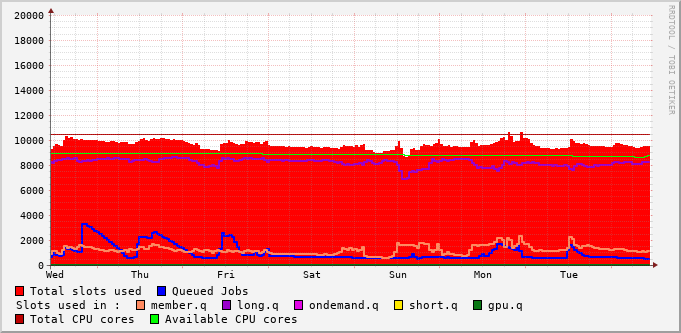 RRDTOOL / TOBI OETIKER
20000
18000
16000
14000
12000
10000
8000
6000
4000
2000
0
Wed Thu Fri Sat Sun Mon Tue
Total slots used Queued Jobs
Slots used in : member.q long.q ondemand.q short.q gpu.q
Total CPU cores Available CPU cores